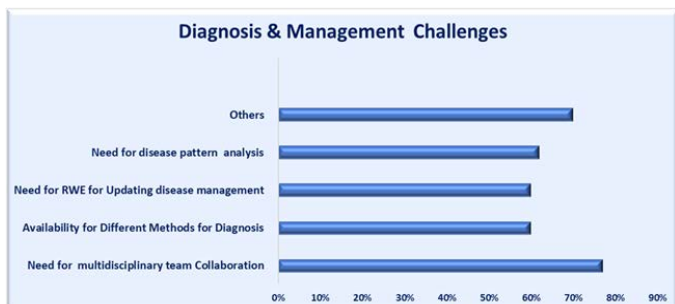 Diagnosis & Management Challenges
Others
Need for disease pattern analysis
Need for RWE for Updating disease management
Availability for Different Methods for Diagnosis
Need for multidisciplinary team Collaboration
0% 10% 20% 30% 40% 50% 60% 70% 80% 90%